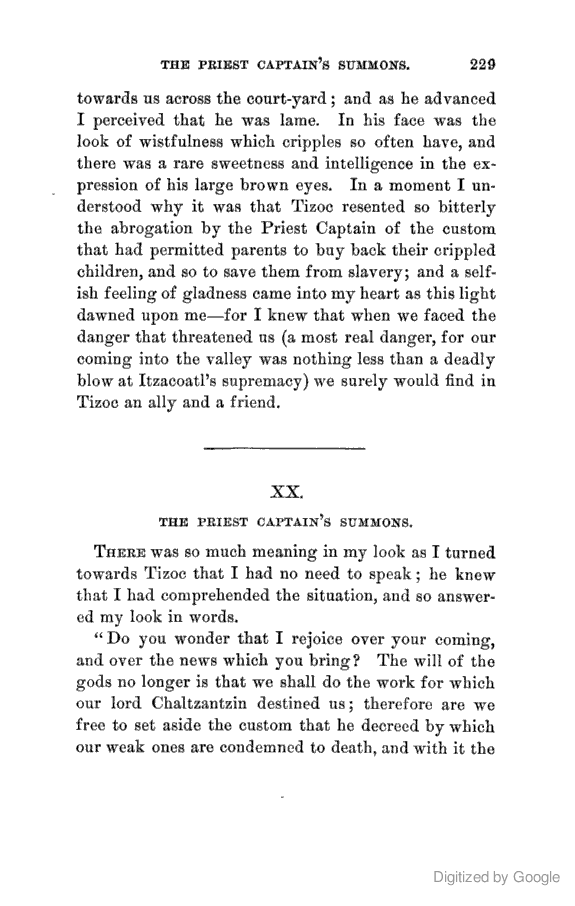 THE PRIEST CAPTAIN'S SUMMONS. 229
towards us across the court-yard; and as he advanced
I perceived that he was lame. In his face was the
look of wistfulness which cripples so often have, and
there was a rare sweetness and intelligence in the ex-
pression of his large brown eyes. In a moment I un-
derstood why it was that Tizoc resented so bitterly
the abrogation by the Priest Captain of the custom
that had permitted parents to buy back their crippled
children, and so to save them from slavery; and a self-
ish feeling of gladness came into my heart as this light
dawned upon me—for I knew that when we faced the
danger that threatened us (a most real danger, for our
coming into the valley was nothing less than a deadly
blow at Itzacoatl's supremacy) we surely would find in
Tizoc an ally and a friend.
XX.
THE PRIEST CAPTAIN'S SUMMONS.
THERE was so much meaning in my look as I turned
towards Tizoc that I had no need to speak; he knew
that I had comprehended the situation, and so answer-
ed my look in words.
"Do you wonder that I rejoice over your coming,
and over the news which you bring? The will of the
gods no longer is that we shall do the work for which
our lord Chaltzantzin destined us; therefore are we
free to set aside the custom that he decreed by which
our weak ones are condemned to death, and with it the
Digitized by Google